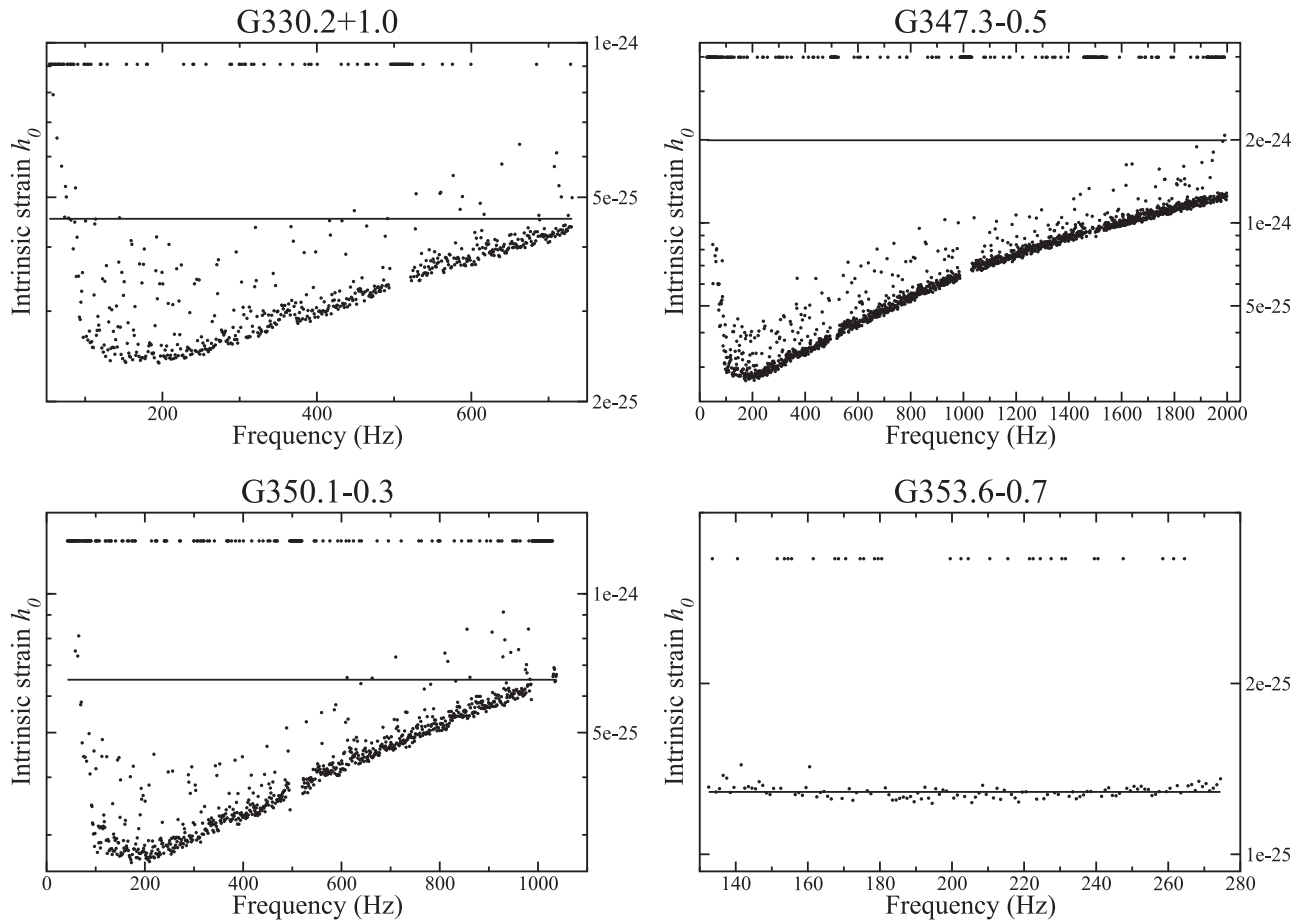 G330.2+1.0
G347.3-0.5
1e-24
5e-25
2e-25
Intrinsic strain h0
200
400
600
Frequency (Hz)
2e-24
1e-24
5e-25
Intrinsic strain h0
0 200 400 600 800 1000 1200 1400 1600 1800 2000
Frequency (Hz)
G350.1-0.3
G353.6-0.7
1e-24
5e-25
Intrinsic strain h0
0 200 400 600 800 1000
Frequency (Hz)
2e-25
1e-25
Intrinsic strain h0
140 160 180 200 220 240 260 280
Frequency (Hz)